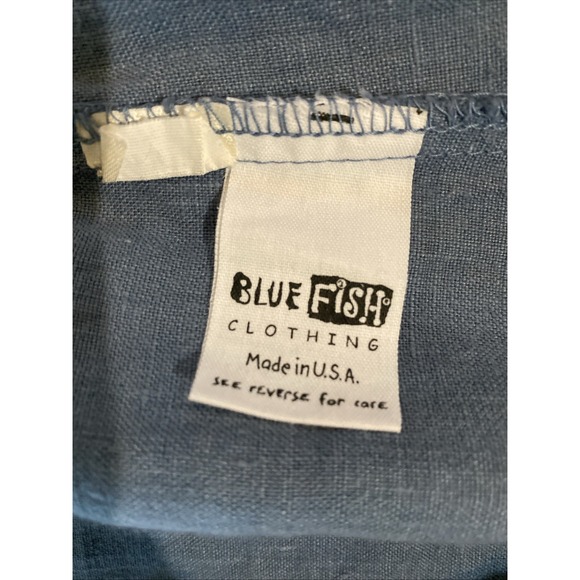 BLUE FISH
CLOTHING
Made in U.S.A.
SEE reverse for care